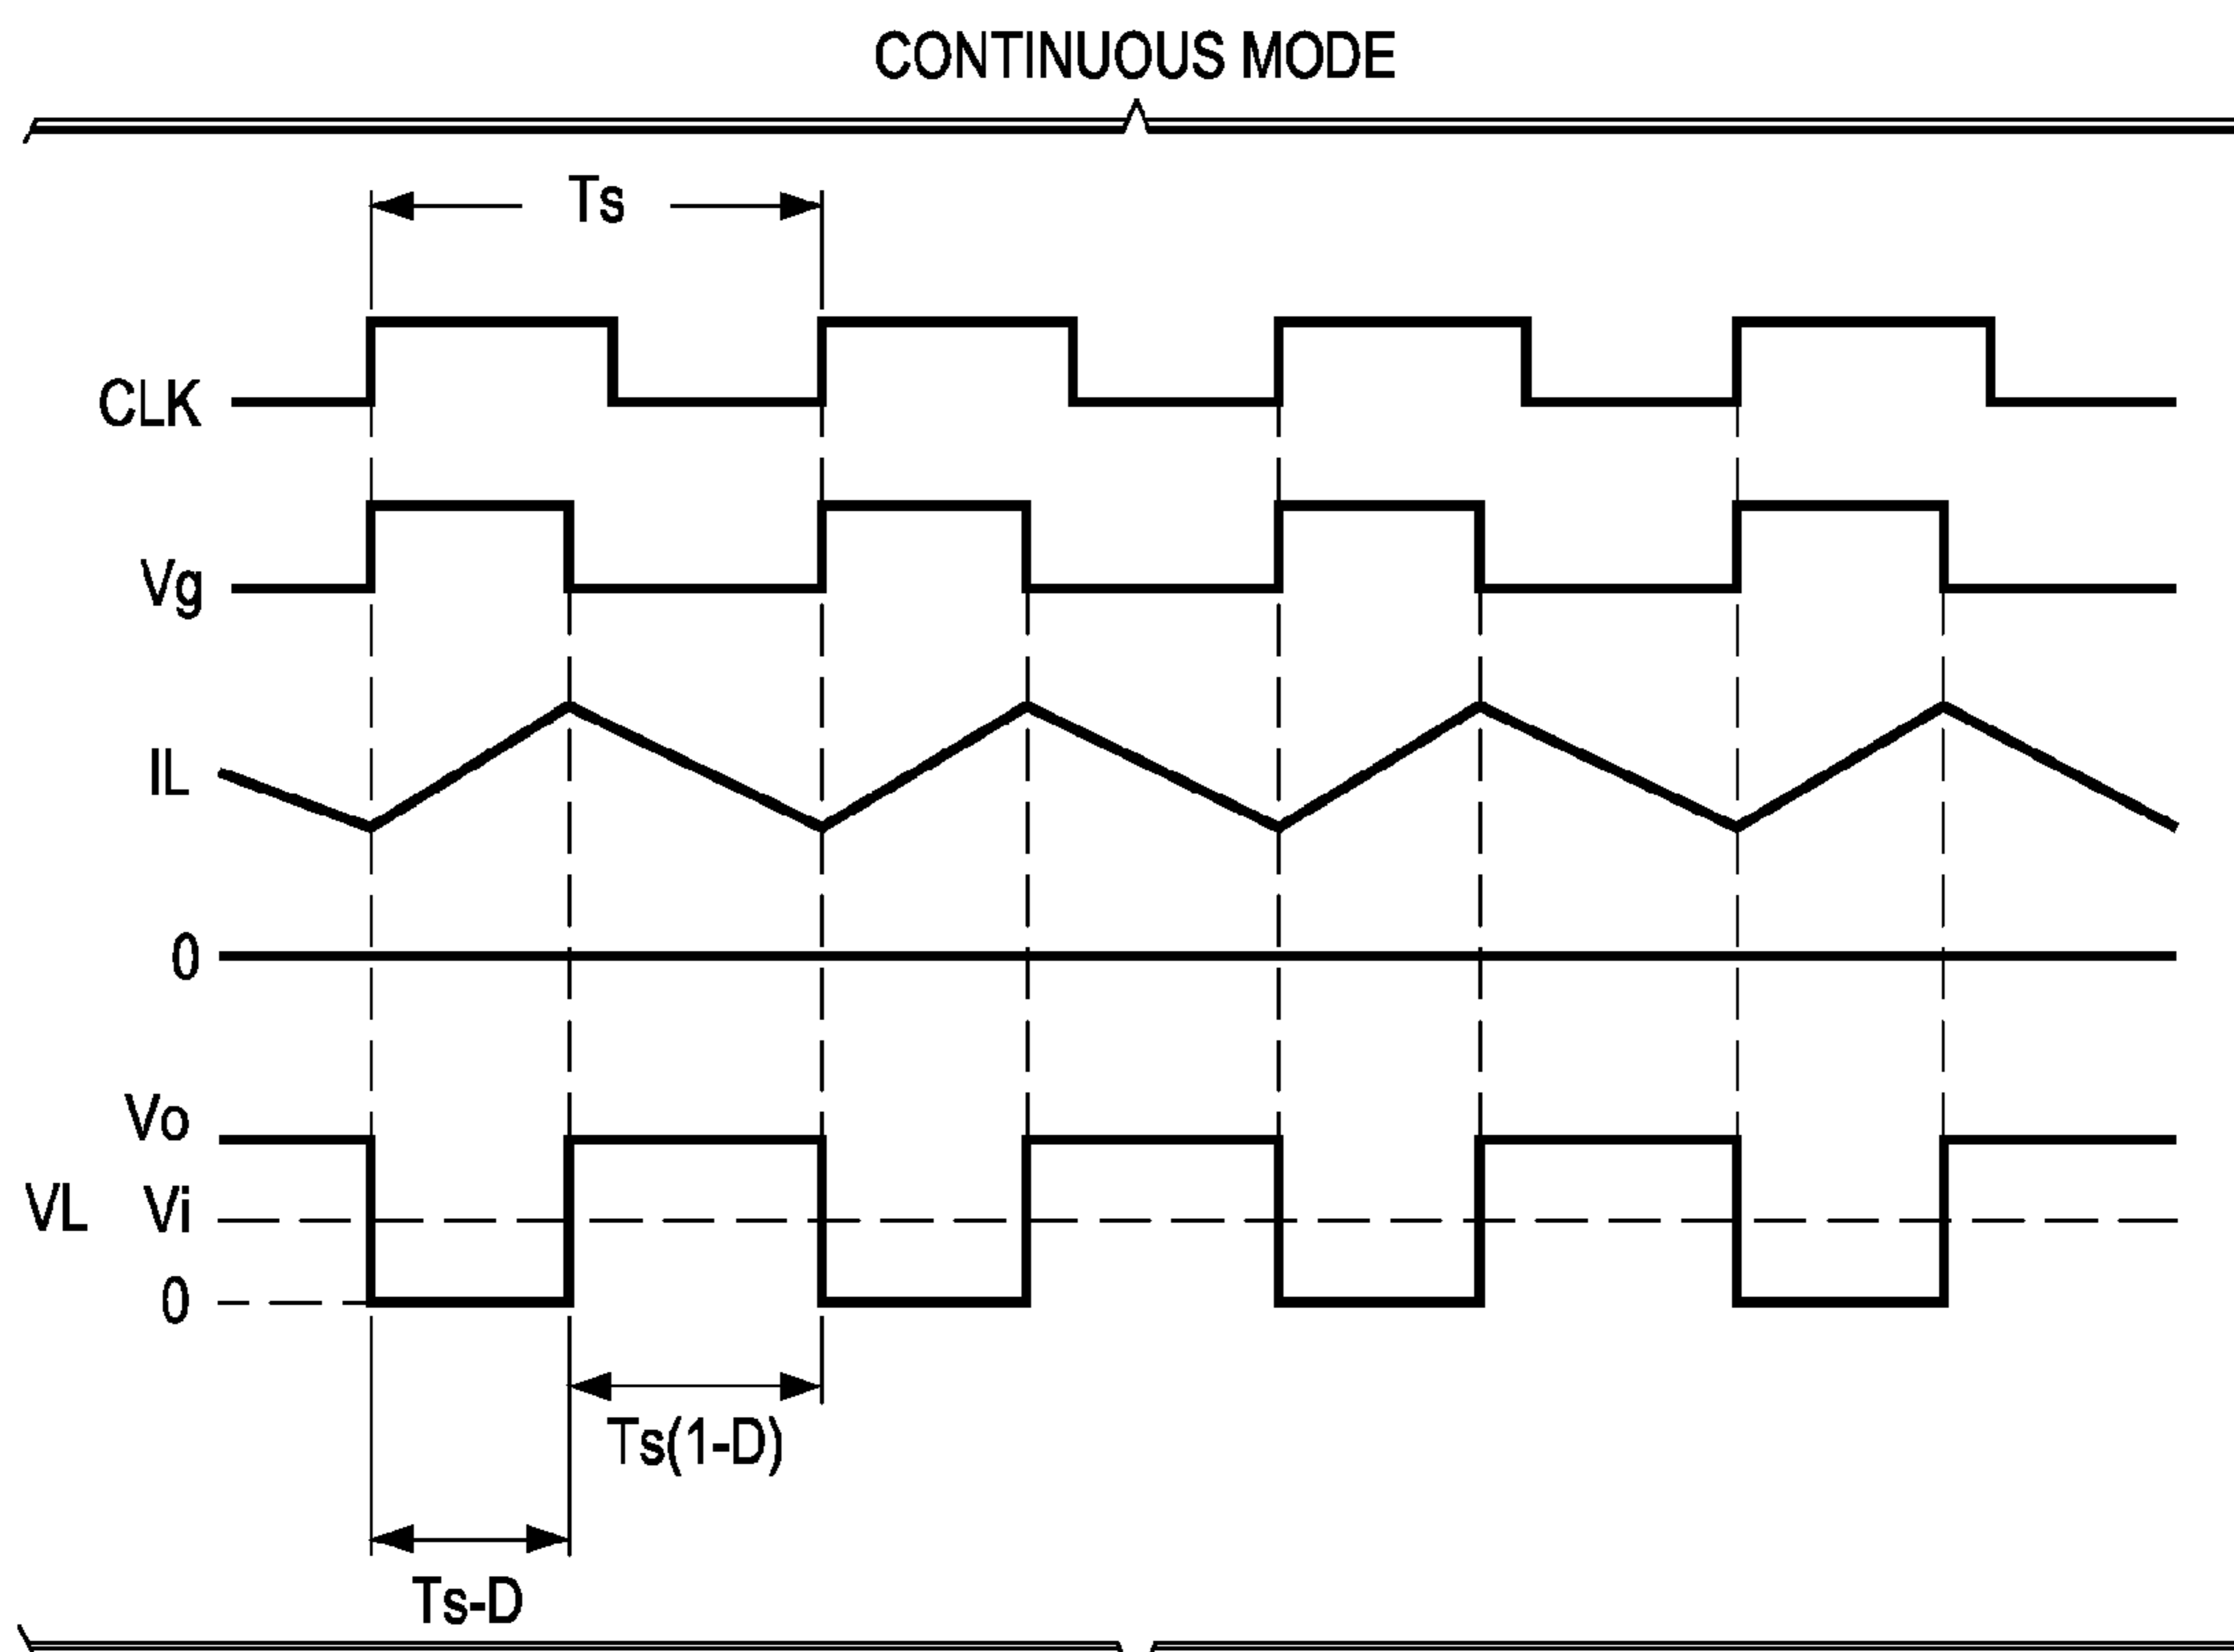 CONTINUOUS MODE
Ts
CLK
Vg
IL
0
Vo
VL Vi
0
Ts(1-D)
Ts-D